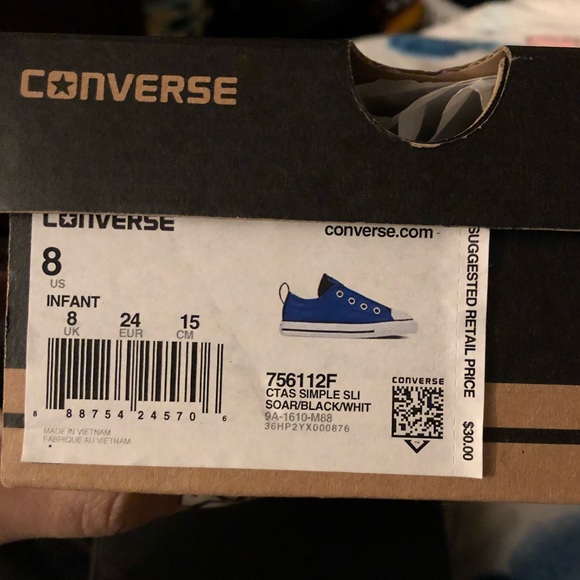 CONVERSE
CONVERSE
converse.com
8
US
INFANT
8 24 15
UK EUR CM
8 88754 24570 6
MADE IN VIETNAM
FABRIQUE AU VIETNAM
756112F
CTAS SIMPLE SLI
SOAR/BLACK/WHIT
9A-1610-M88
36HP2YX000876
CONVERSE
SUGGESTED RETAIL PRICE $30.00